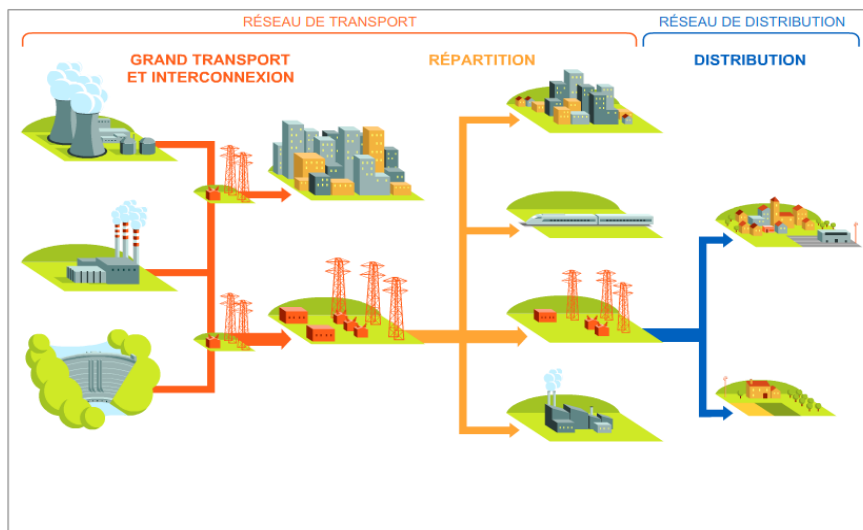 RÉSEAU DE TRANSPORT
RÉSEAU DE DISTRIBUTION
GRAND TRANSPORT
ET INTERCONNEXION
RÉPARTITION
DISTRIBUTION